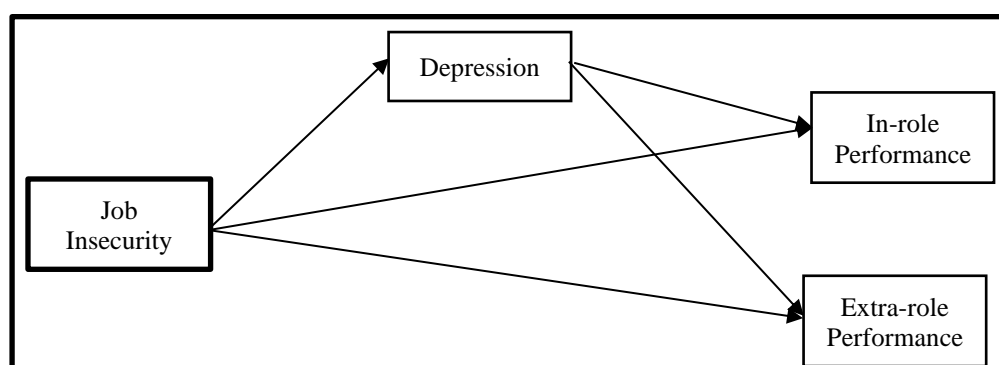 Depression
In-role
Performance
Job
Insecurity
Extra-role
Performance